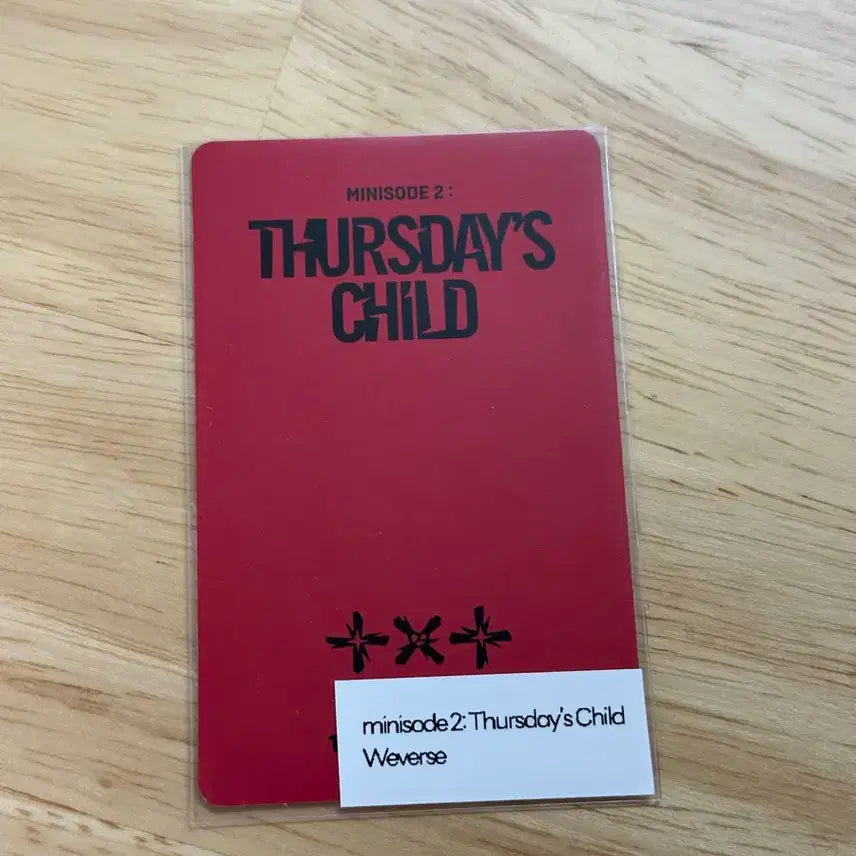 MINISODE 2 :
THURSDAY'S
CHILD
minisode 2: Thursday's Child
Weverse